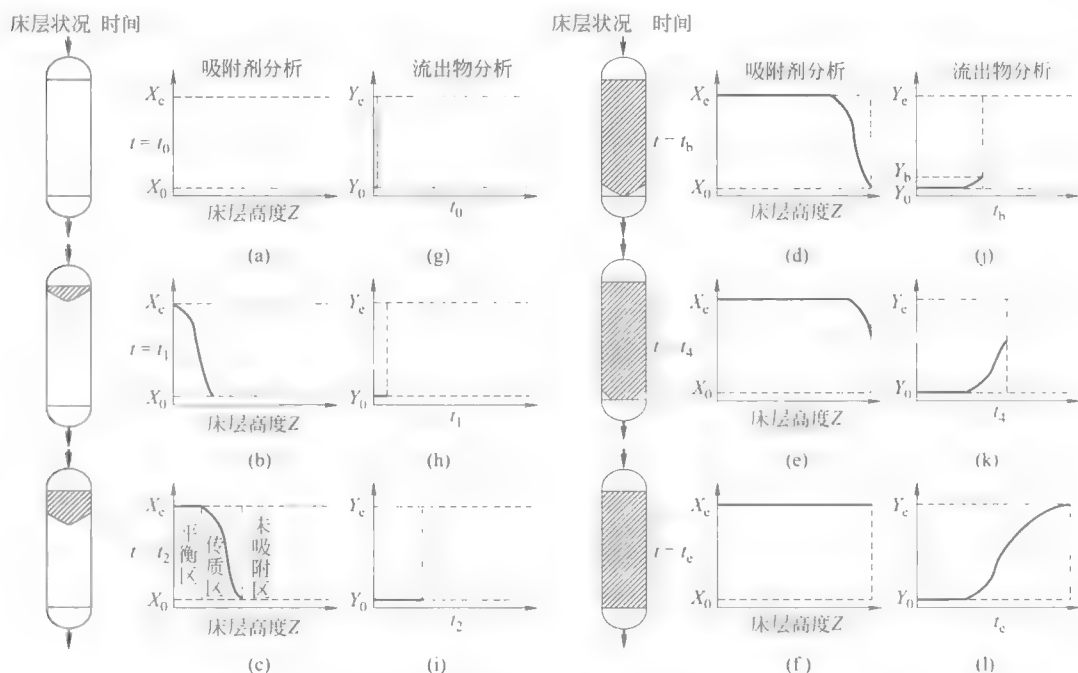 床层状况 时间
吸附剂分析
流出物分析
X_e
t = t_0
X_0
床层高度Z
(a)
Y_e
Y_0
t_0
(g)
X_e
t = t_1
X_0
床层高度Z
(b)
Y_e
Y_0
t_1
(h)
X_e
t t_2
X_0
平衡区
传质区
未吸附区
床层高度Z
(c)
Y_e
Y_0
t_2
(i)
床层状况 时间
吸附剂分析
流出物分析
X_e
t = t_b
X_0
床层高度Z
(d)
Y_e
Y_b
Y_0
t_b
(j)
X_e
t t_4
X_0
床层高度Z
(e)
Y_e
Y_0
t_4
(k)
X_e
t = t_e
X_0
床层高度Z
(f)
Y_e
Y_0
t_e
(l)